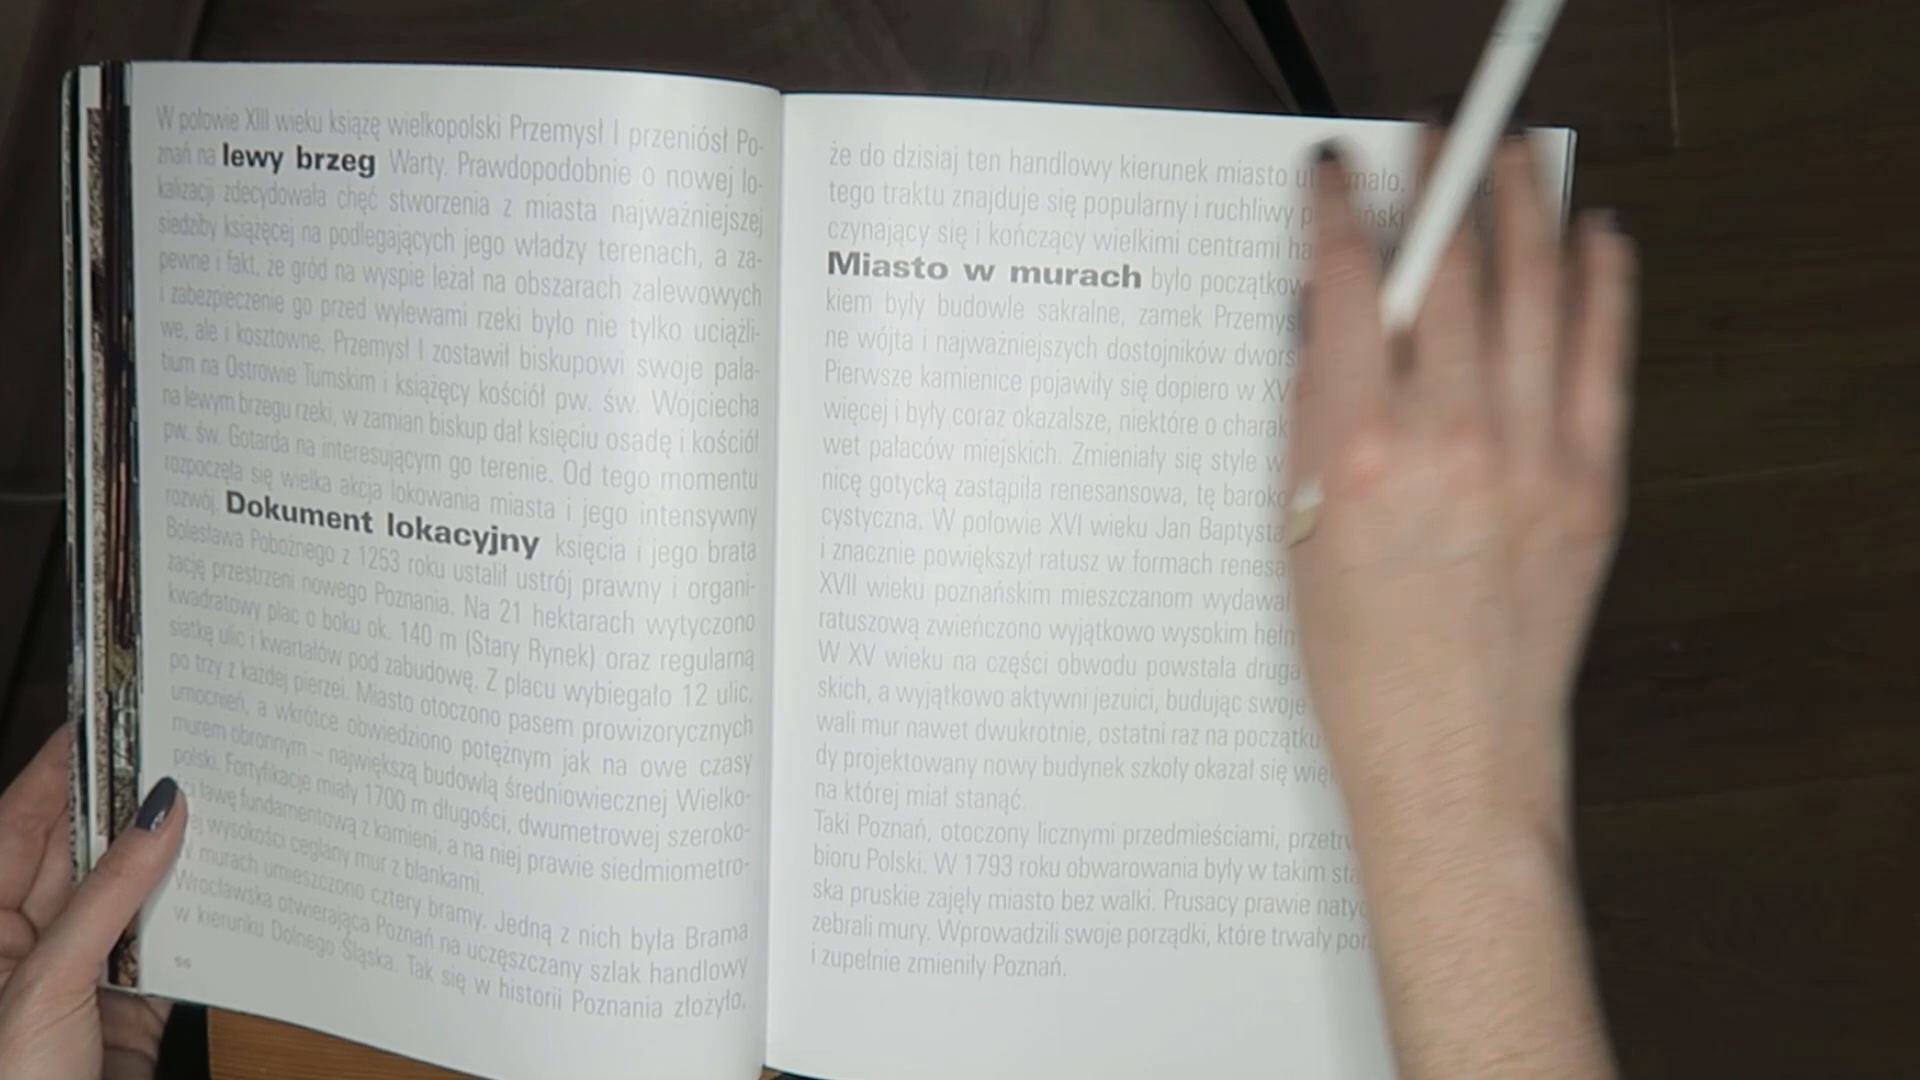 W połowie XIII wieku książę wielkopolski Przemysł I przeniósł Po-
znań na lewy brzeg Warty. Prawdopodobnie o nowej lo-
kalizacji zdecydowała chęć stworzenia z miasta najważniejszej
siedziby książęcej na podlegających jego władzy terenach, a za-
pewne i fakt, że gród na wyspie leżał na obszarach zalewowych
i zabezpieczenie go przed wylewami rzeki było nie tylko uciążli-
we, ale i kosztowne. Przemysł I zostawił biskupowi swoje pala-
tium na Ostrowie Tumskim i książęcy kościół pw. św. Wojciecha
na lewym brzegu rzeki, w zamian biskup dał księciu osadę i kościół
pw. św. Gotarda na interesującym go terenie. Od tego momentu
rozpoczęła się wielka akcja lokowania miasta i jego intensywny
rozwój. Dokument lokacyjny księcia i jego brata
Bolesława Pobożnego z 1253 roku ustalił ustrój prawny i organi-
zację przestrzeni nowego Poznania. Na 21 hektarach wytyczono
kwadratowy plac o boku ok. 140 m (Stary Rynek) oraz regularną
siatkę ulic i kwartałów pod zabudowę. Z placu wybiegało 12 ulic,
po trzy z każdej pierzei. Miasto otoczono pasem prowizorycznych
umocnień, a wkrótce obwiedziono potężnym jak na owe czasy
murem obronnym – największą budowlą średniowiecznej Wielko-
polski. Fortyfikacje miały 1700 m długości, dwumetrowej szeroko-
ławę fundamentową z kamieni, a na niej prawie siedmiometro-
wysokości ceglany mur z blankami.
W murach umieszczono cztery bramy. Jedną z nich była Brama
Wrocławska otwierająca Poznań na uczęszczany szlak handlowy
w kierunku Dolnego Śląska. Tak się w historii Poznania złożyło,
że do dzisiaj ten handlowy kierunek miasto
tego traktu znajduje się popularny i ruchliwy
czynający się i kończący wielkimi centrami
Miasto w murach było
kiem były budowle sakralne, zamek
ne wójta i najważniejszych dostojników
Pierwsze kamienice pojawiły się dopiero w
więcej i były coraz okazalsze, niektóre o
wet pałaców miejskich. Zmieniały się style
nicę gotycką zastąpiła renesansowa, tę
cystyczna. W połowie XVI wieku Jan Baptysta
i znacznie powiększył ratusz w formach
XVII wieku poznańskim mieszczanom
ratuszową zwieńczono wyjątkowo wysokim
W XV wieku na części obwodu powstała druga
skich, a wyjątkowo aktywni jezuici, budując swoje
wali mur nawet dwukrotnie, ostatni raz na początku
dy projektowany nowy budynek szkoły okazał się
na której miał stanąć.
Taki Poznań, otoczony licznymi przedmieściami,
bioru Polski. W 1793 roku obwarowania były w takim
ska pruskie zajęły miasto bez walki. Prusacy prawie
zebrali mury. Wprowadzili swoje porządki, które trwały
i zupełnie zmieniły Poznań.